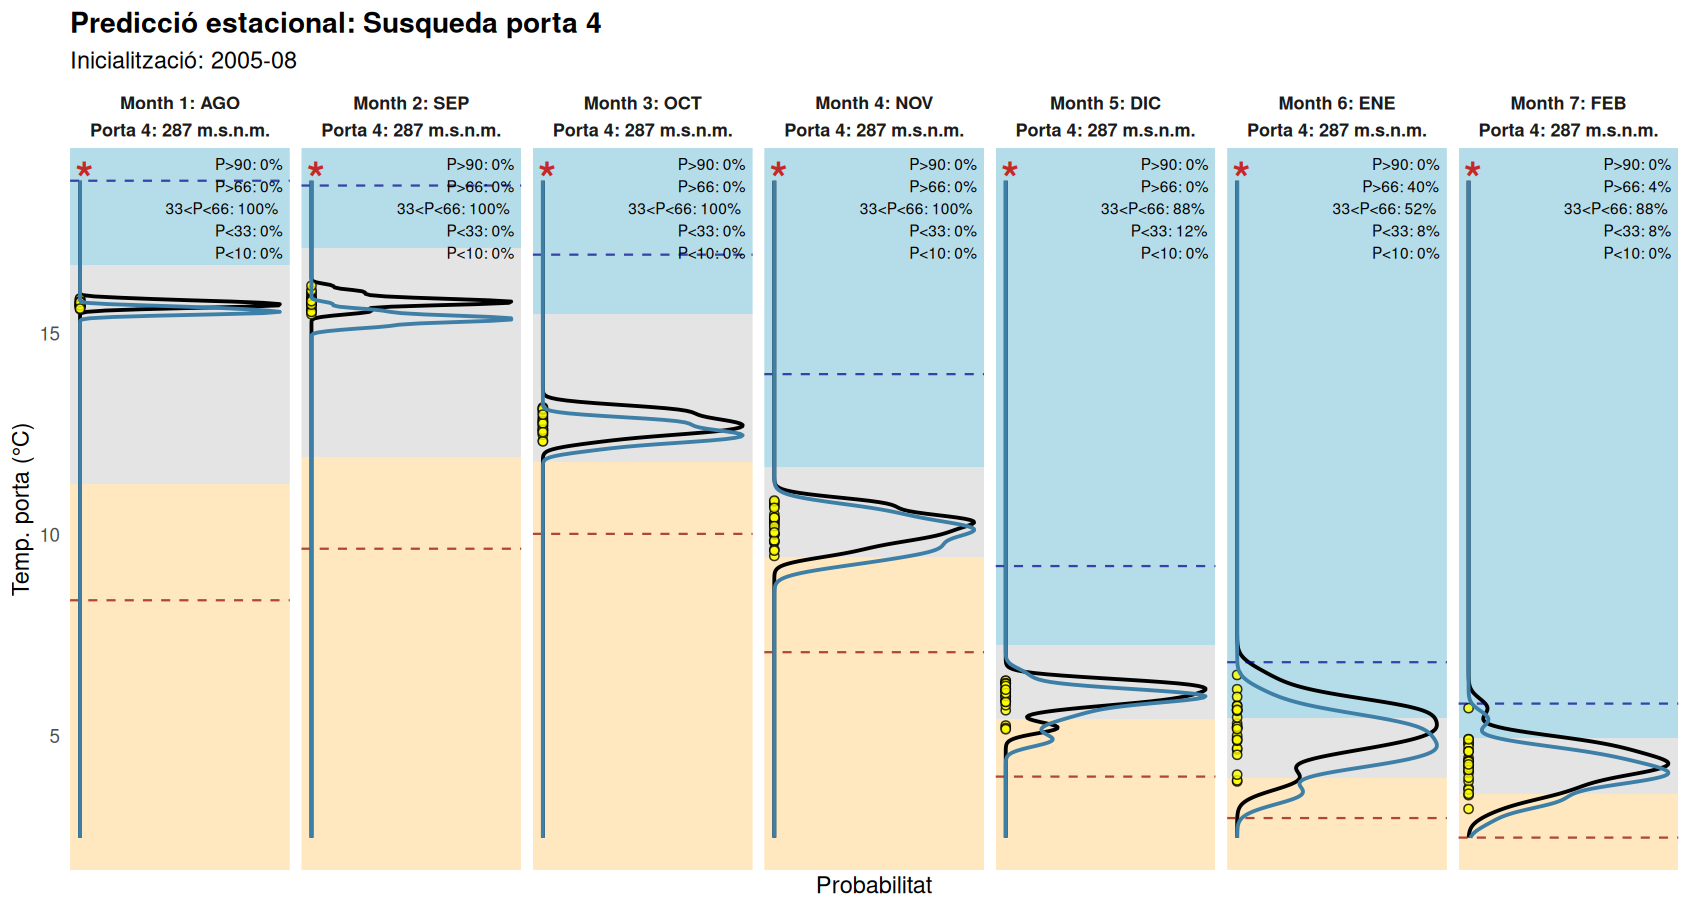 Predicció estacional: Susqueda porta 4
Inicialització: 2005-08
Month 1: AGO
Porta 4: 287 m.s.n.m.
Month 2: SEP
Porta 4: 287 m.s.n.m.
Month 3: OCT
Porta 4: 287 m.s.n.m.
Month 4: NOV
Porta 4: 287 m.s.n.m.
Month 5: DIC
Porta 4: 287 m.s.n.m.
Month 6: ENE
Porta 4: 287 m.s.n.m.
Month 7: FEB
Porta 4: 287 m.s.n.m.
*
P>90: 0%
P>66: 0%
33<P<66: 100%
P<33: 0%
P<10: 0%
*
P>90: 0%
P>66: 0%
33<P<66: 100%
P<33: 0%
P<10: 0%
*
P>90: 0%
P>66: 0%
33<P<66: 100%
P<33: 0%
P<10: 0%
*
P>90: 0%
P>66: 0%
33<P<66: 100%
P<33: 0%
P<10: 0%
*
P>90: 0%
P>66: 0%
33<P<66: 88%
P<33: 12%
P<10: 0%
*
P>90: 0%
P>66: 40%
33<P<66: 52%
P<33: 8%
P<10: 0%
*
P>90: 0%
P>66: 4%
33<P<66: 88%
P<33: 8%
P<10: 0%
15
10
5
Temp. porta (°C)
Probabilitat